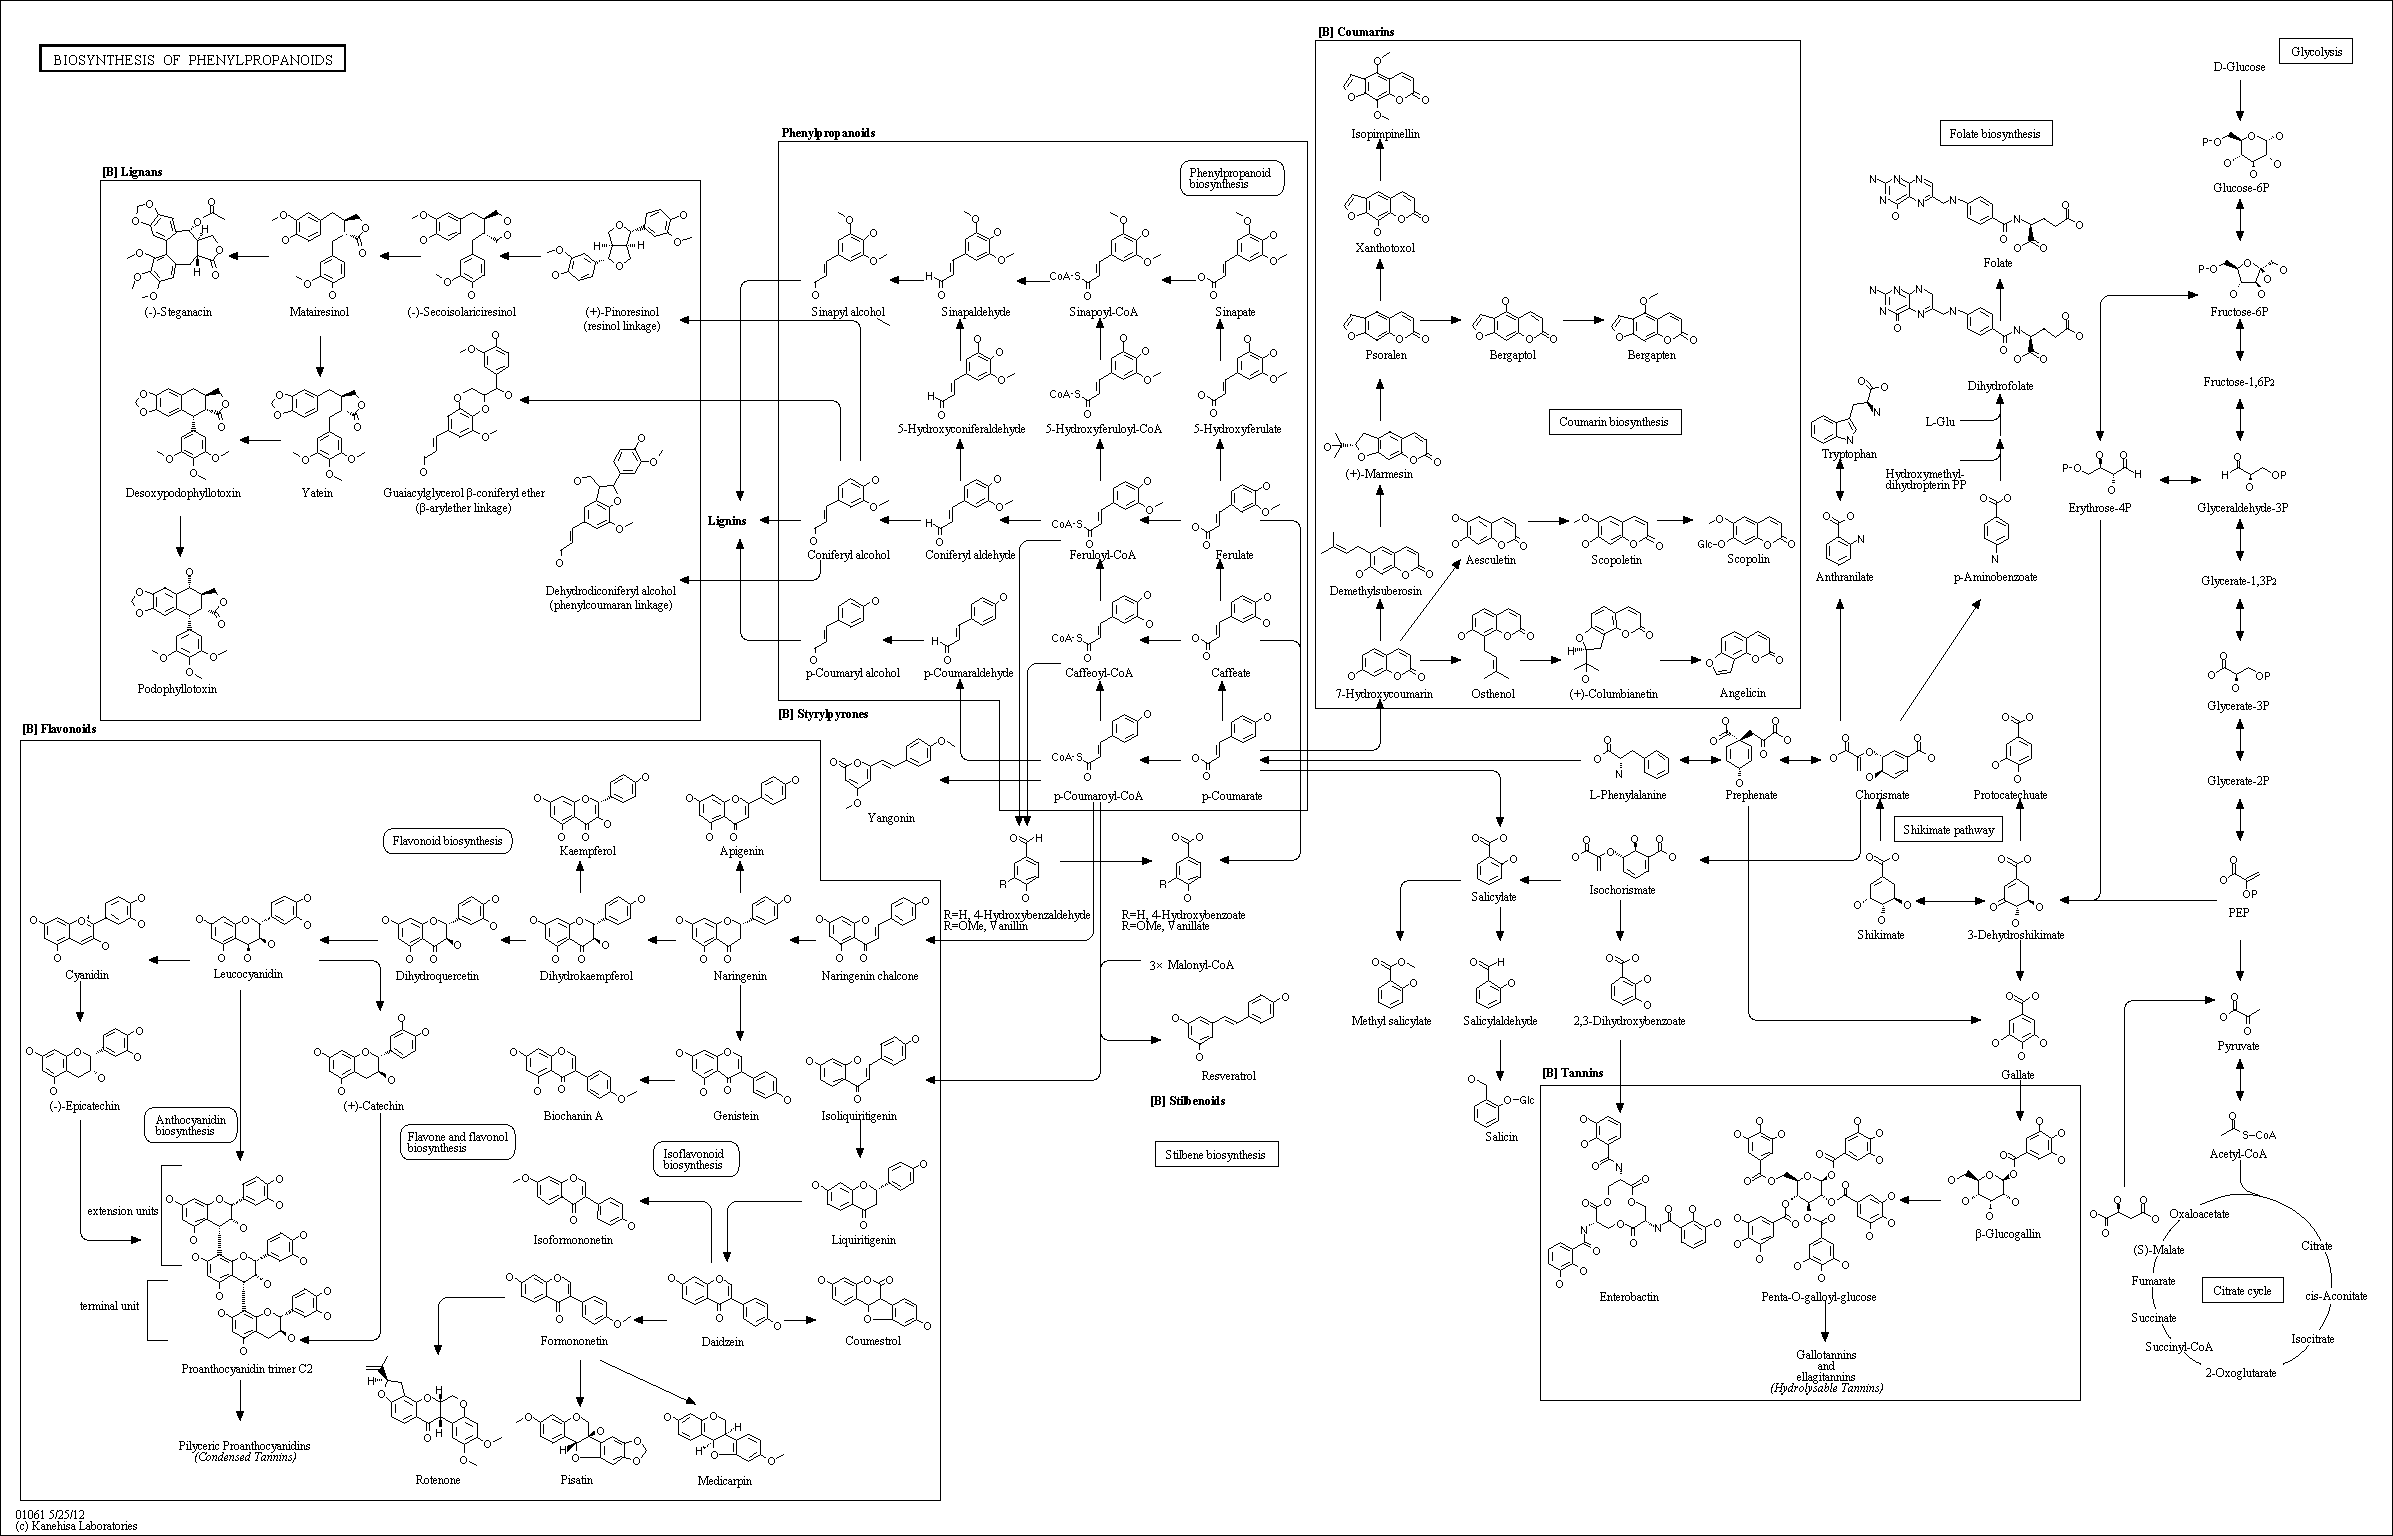 BIOSYNTHESIS OF PHENYLPROPANOIDS
[B] Lignans
(-)-Steganacin
Matairesinol
(-)-Secoisolariciresinol
(+)-Pinoresinol
(resinol linkage)
Desoxypodophyllotoxin
Yatein
Guaiacylglycerol β-coniferyl ether
(β-arylether linkage)
Dehydrodiconiferyl alcohol
(phenylcoumaran linkage)
Podophyllotoxin
Phenylpropanoids
Phenylpropanoid
biosynthesis
Sinapyl alcohol
Sinapaldehyde
Sinapoyl-CoA
Sinapate
5-Hydroxyconiferaldehyde
5-Hydroxyferuloyl-CoA
5-Hydroxyferulate
Lignins
Coniferyl alcohol
Coniferyl aldehyde
Feruloyl-CoA
Ferulate
p-Coumaryl alcohol
p-Coumaraldehyde
Caffeoyl-CoA
Caffeate
p-Coumaroyl-CoA
p-Coumarate
[B] Styrylpyrones
Yangonin
R=H, 4-Hydroxybenzaldehyde
R=OMe, Vanillin
R=H, 4-Hydroxybenzoate
R=OMe, Vanillate
3× Malonyl-CoA
Resveratrol
[B] Stilbenoids
Stilbene biosynthesis
[B] Coumarins
Isopimpinellin
Xanthotoxol
Psoralen
Bergaptol
Bergapten
Coumarin biosynthesis
(+)-Marmesin
Demethylsuberosin
Aesculetin
Scopoletin
Scopolin
7-Hydroxycoumarin
Osthenol
(+)-Columbianetin
Angelicin
Glycolysis
D-Glucose
Glucose-6P
Fructose-6P
Fructose-1,6P2
Glyceraldehyde-3P
Erythrose-4P
Glycerate-1,3P2
Glycerate-3P
Glycerate-2P
PEP
Pyruvate
Acetyl-CoA
Folate biosynthesis
Folate
Dihydrofolate
L-Glu
Hydroxymethyl-
dihydropterin PP
p-Aminobenzoate
Tryptophan
Anthranilate
L-Phenylalanine
Prephenate
Chorismate
Protocatechuate
Shikimate pathway
Shikimate
3-Dehydroshikimate
Gallate
Isochorismate
Salicylate
Methyl salicylate
Salicylaldehyde
2,3-Dihydroxybenzoate
Salicin
[B] Tannins
Enterobactin
Penta-O-galloyl-glucose
β-Glucogallin
Gallotannins
and
ellagitannins
(Hydrolysable Tannins)
Oxaloacetate
(S)-Malate
Fumarate
Succinate
Succinyl-CoA
2-Oxoglutarate
Isocitrate
cis-Aconitate
Citrate
Citrate cycle
[B] Flavonoids
Flavonoid biosynthesis
Kaempferol
Apigenin
Cyanidin
Leucocyanidin
Dihydroquercetin
Dihydrokaempferol
Naringenin
Naringenin chalcone
(-)-Epicatechin
(+)-Catechin
Biochanin A
Genistein
Isoliquiritigenin
Anthocyanidin
biosynthesis
Flavone and flavonol
biosynthesis
Isoflavonoid
biosynthesis
extension units
terminal unit
Isoformononetin
Liquiritigenin
Formononetin
Daidzein
Coumestrol
Proanthocyanidin trimer C2
Pilyceric Proanthocyanidins
(Condensed Tannins)
Rotenone
Pisatin
Medicarpin
01061 5/25/12
(c) Kanehisa Laboratories